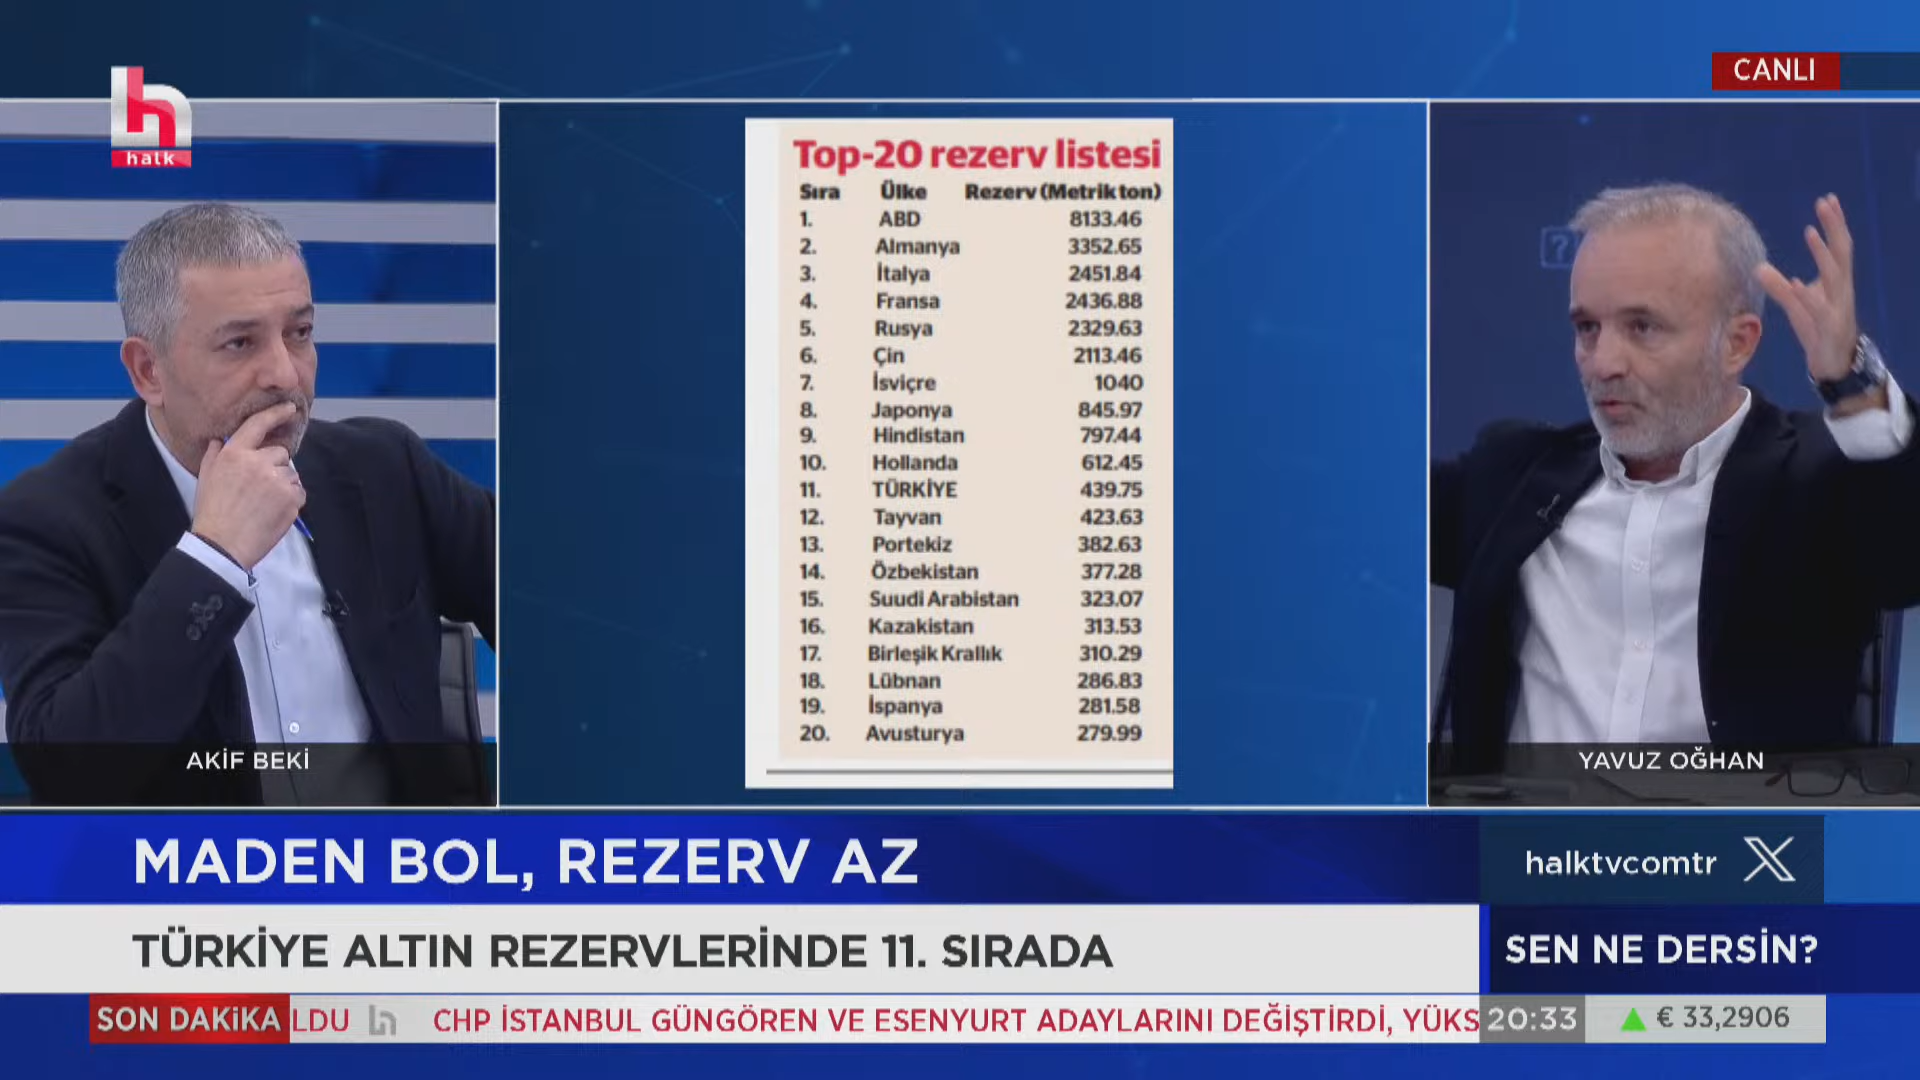 CANLI
halk
Top-20 rezerv listesi
Sıra Ülke Rezerv (Metrik ton)
1. ABD 8133.46
2. Almanya 3352.65
3. İtalya 2451.84
4. Fransa 2436.88
5. Rusya 2329.63
6. Çin 2113.46
7. İsviçre 1040
8. Japonya 845.97
9. Hindistan 797.44
10. Hollanda 612.45
11. TÜRKİYE 439.75
12. Tayvan 423.63
13. Portekiz 382.63
14. Özbekistan 377.28
15. Suudi Arabistan 323.07
16. Kazakistan 313.53
17. Birleşik Krallık 310.29
18. Lübnan 286.83
19. İspanya 281.58
20. Avusturya 279.99
AKİF BEKİ
YAVUZ OĞHAN
MADEN BOL, REZERV AZ
halktvcomtr X
TÜRKİYE ALTIN REZERVLERİNDE 11. SIRADA
SEN NE DERSİN?
SON DAKİKA LDU h CHP İSTANBUL GÜNGÖREN VE ESENYURT ADAYLARINI DEĞİŞTİRDİ, YÜKS 20:33 € 33,2906